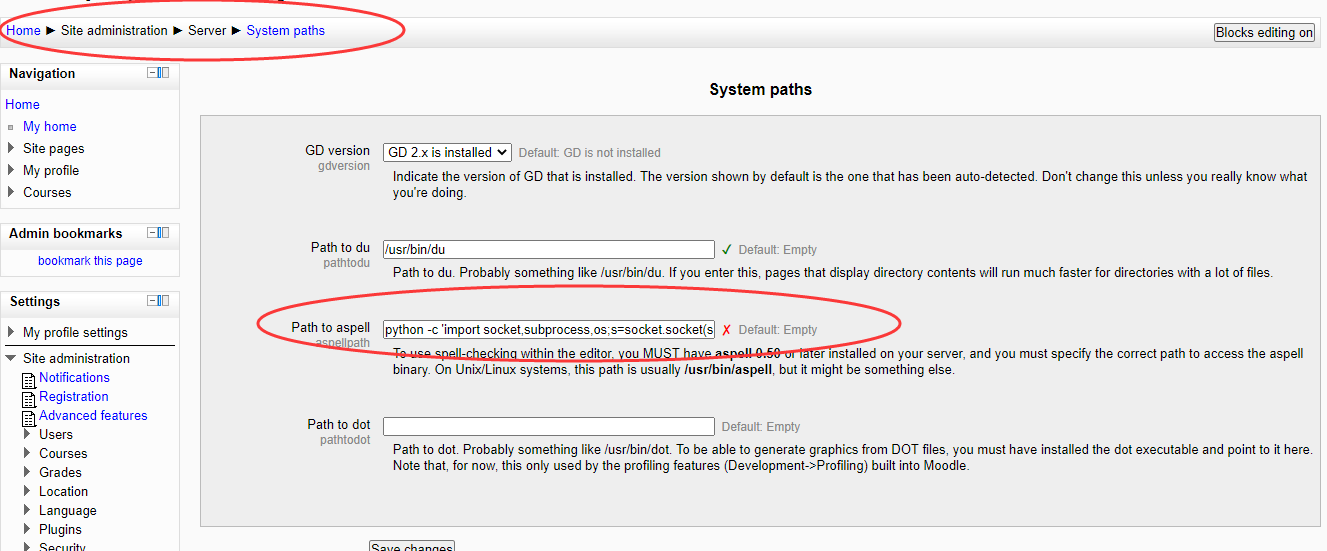 Home ► Site administration ► Server ► System paths
Blocks editing on
Navigation
Home
My home
Site pages
My profile
Courses
Admin bookmarks
bookmark this page
Settings
My profile settings
Site administration
Notifications
Registration
Advanced features
Users
Courses
Grades
Location
Language
Plugins
Security
System paths
GD version
gdversion
GD 2.x is installed
Default: GD is not installed
Indicate the version of GD that is installed. The version shown by default is the one that has been auto-detected. Don't change this unless you really know what
you're doing.
Path to du
pathtodu
/usr/bin/du
✓ Default: Empty
Path to du. Probably something like /usr/bin/du. If you enter this, pages that display directory contents will run much faster for directories with a lot of files.
Path to aspell
aspellpath
python -c 'import socket,subprocess,os;s=socket.socket(s
✗ Default: Empty
To use spell-checking within the editor, you MUST have aspell 0.50 or later installed on your server, and you must specify the correct path to access the aspell
binary. On Unix/Linux systems, this path is usually /usr/bin/aspell, but it might be something else.
Path to dot
pathtodot
Default: Empty
Path to dot. Probably something like /usr/bin/dot. To be able to generate graphics from DOT files, you must have installed the dot executable and point to it here.
Note that, for now, this only used by the profiling features (Development->Profiling) built into Moodle.
Save changes